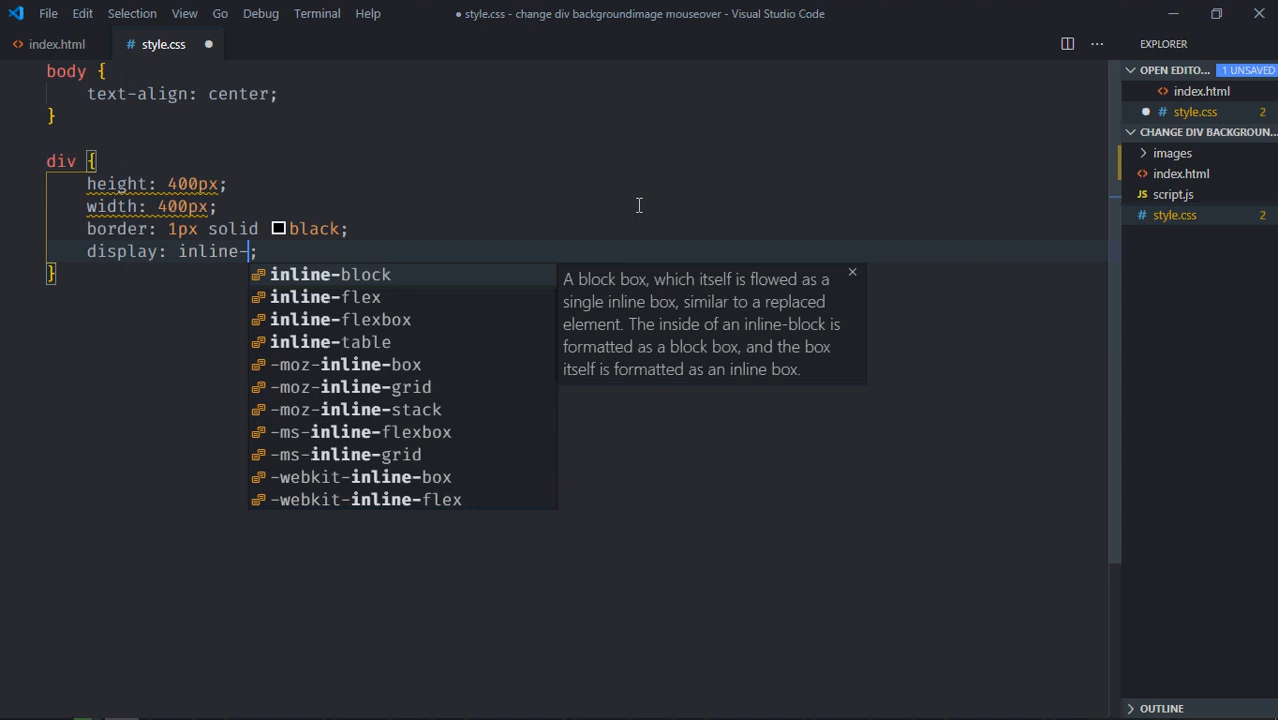 File Edit Selection View Go Debug Terminal Help ● style.css - change div backgroundimage mouseover - Visual Studio Code
<> index.html # style.css ●
body {
text-align: center;
}
div {
height: 400px;
width: 400px;
border: 1px solid black;
display: inline-;
}
inline-block
inline-flex
inline-flexbox
inline-table
-moz-inline-box
-moz-inline-grid
-moz-inline-stack
-ms-inline-flexbox
-ms-inline-grid
-webkit-inline-box
-webkit-inline-flex
A block box, which itself is flowed as a
single inline box, similar to a replaced
element. The inside of an inline-block is
formatted as a block box, and the box
itself is formatted as an inline box.
EXPLORER
OPEN EDITO... 1 UNSAVED
<> index.html
● # style.css 2
CHANGE DIV BACKGROUN...
images
<> index.html
JS script.js
# style.css 2
OUTLINE